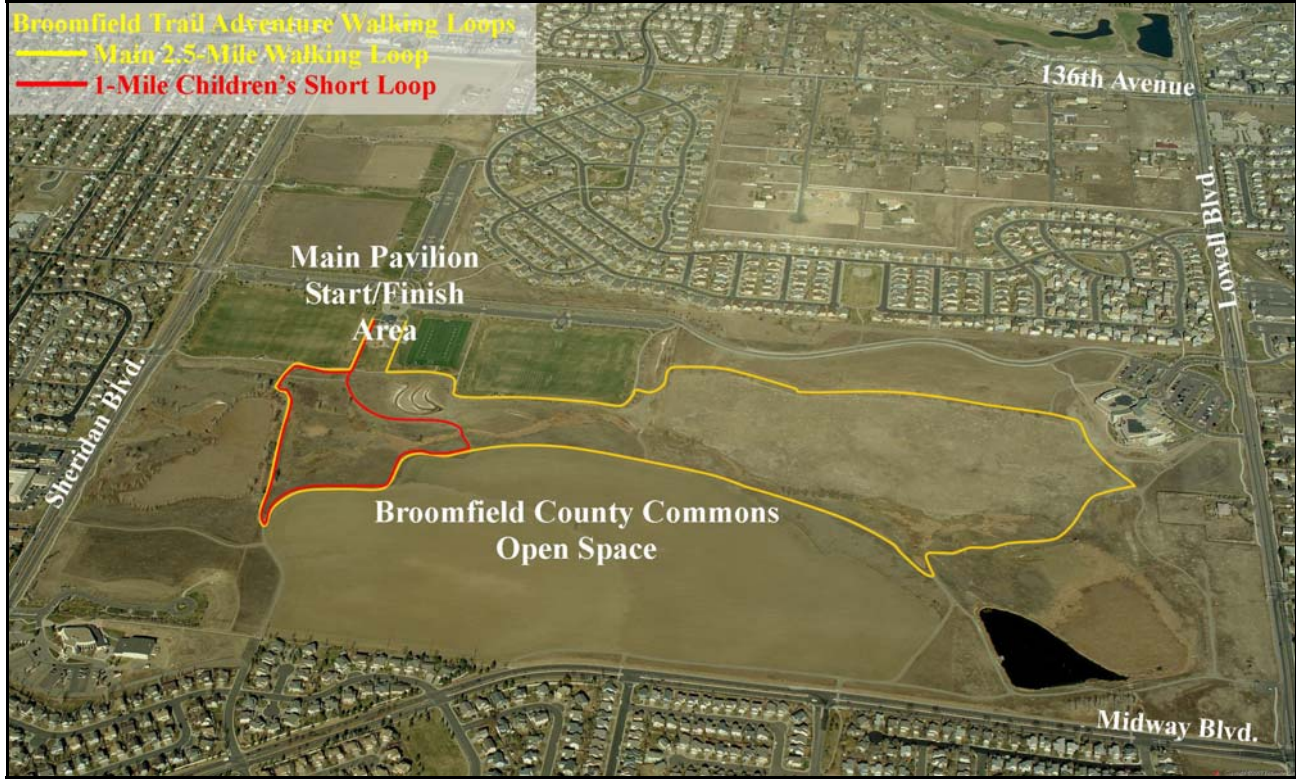 Broomfield Trail Adventure Walking Loops
Main 2.5-Mile Walking Loop
1-Mile Children's Short Loop
136th Avenue
Lowell Blvd.
Main Pavilion
Start/Finish
Area
Sheridan Blvd.
Broomfield County Commons
Open Space
Midway Blvd.